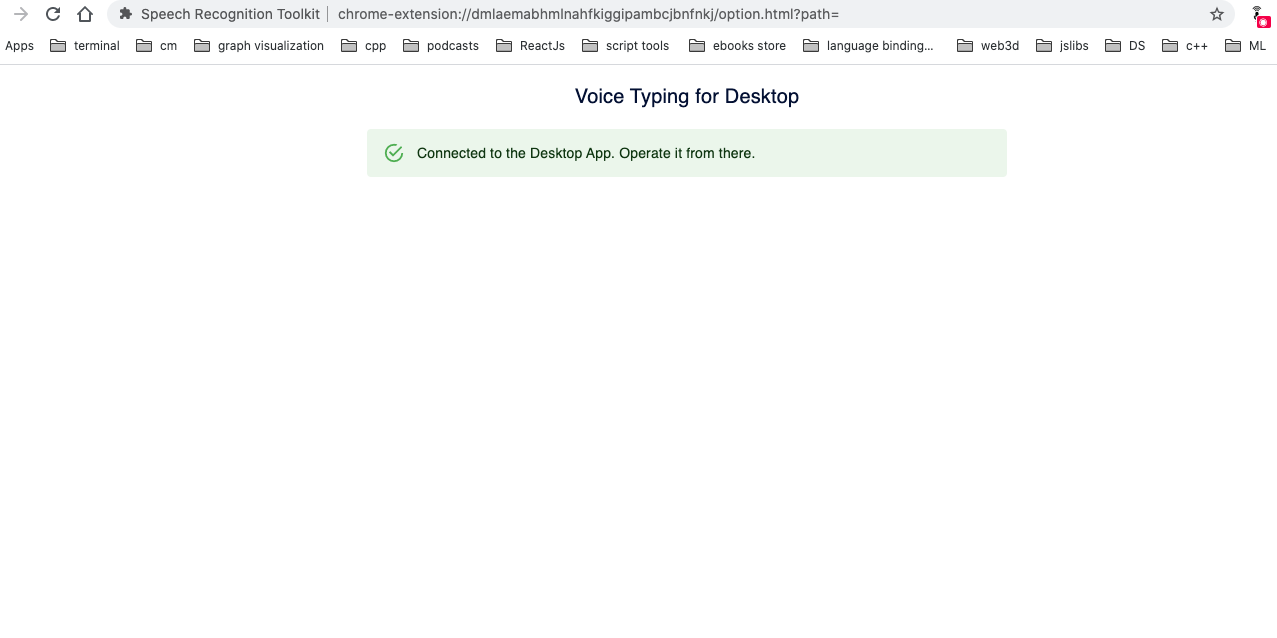 Speech Recognition Toolkit | chrome-extension://dmlaemabhmlnahfkiggipambcjbnfnkj/option.html?path=
Apps terminal cm graph visualization cpp podcasts ReactJs script tools ebooks store language binding... web3d jslibs DS c++ ML
Voice Typing for Desktop
Connected to the Desktop App. Operate it from there.